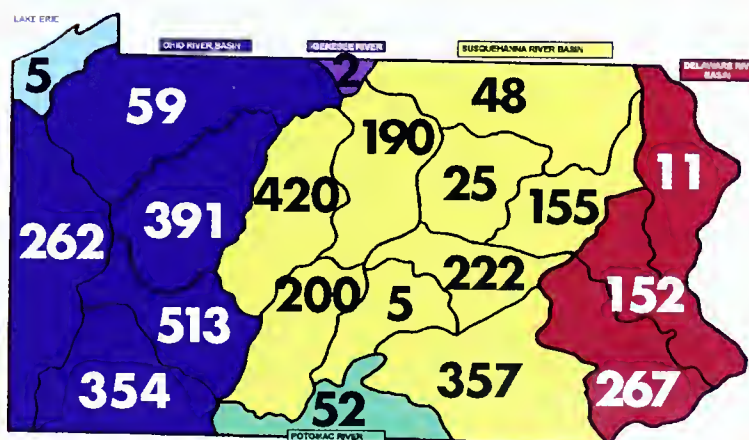 LAKE ERIE
OHIO RIVER BASIN
GENESEE RIVER
SUSQUEHANNA RIVER BASIN
DELAWARE RIV
BASIN
5
59
2
48
190
11
420
25
391
155
262
222
200
5
152
513
354
357
267
52
POTOMAC RIVER